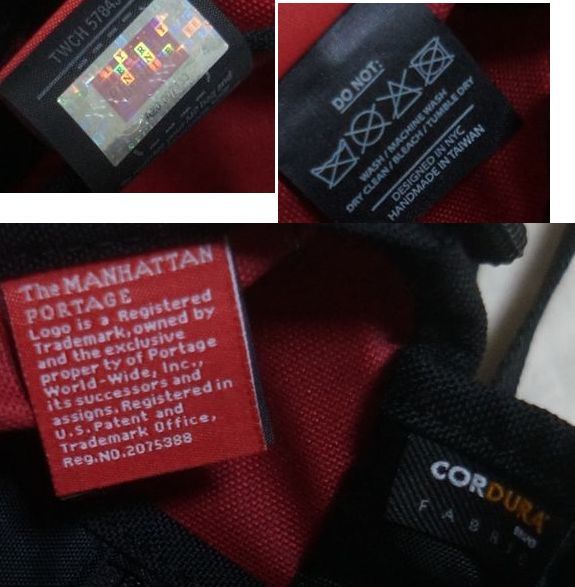 TWCH 57843
DO NOT:
WASH / MACHINE WASH
DRY CLEAN / BLEACH / TUMBLE DRY
DESIGNED IN NYC
HANDMADE IN TAIWAN
The MANHATTAN
PORTAGE
Logo is a Registered
Trademark, owned by
and the exclusive
property of Portage
World-Wide, Inc.,
its successors and
assigns, Registered in
U.S. Patent and
Trademark Office,
Reg.NO.2075388
CORDURA
FABRIC